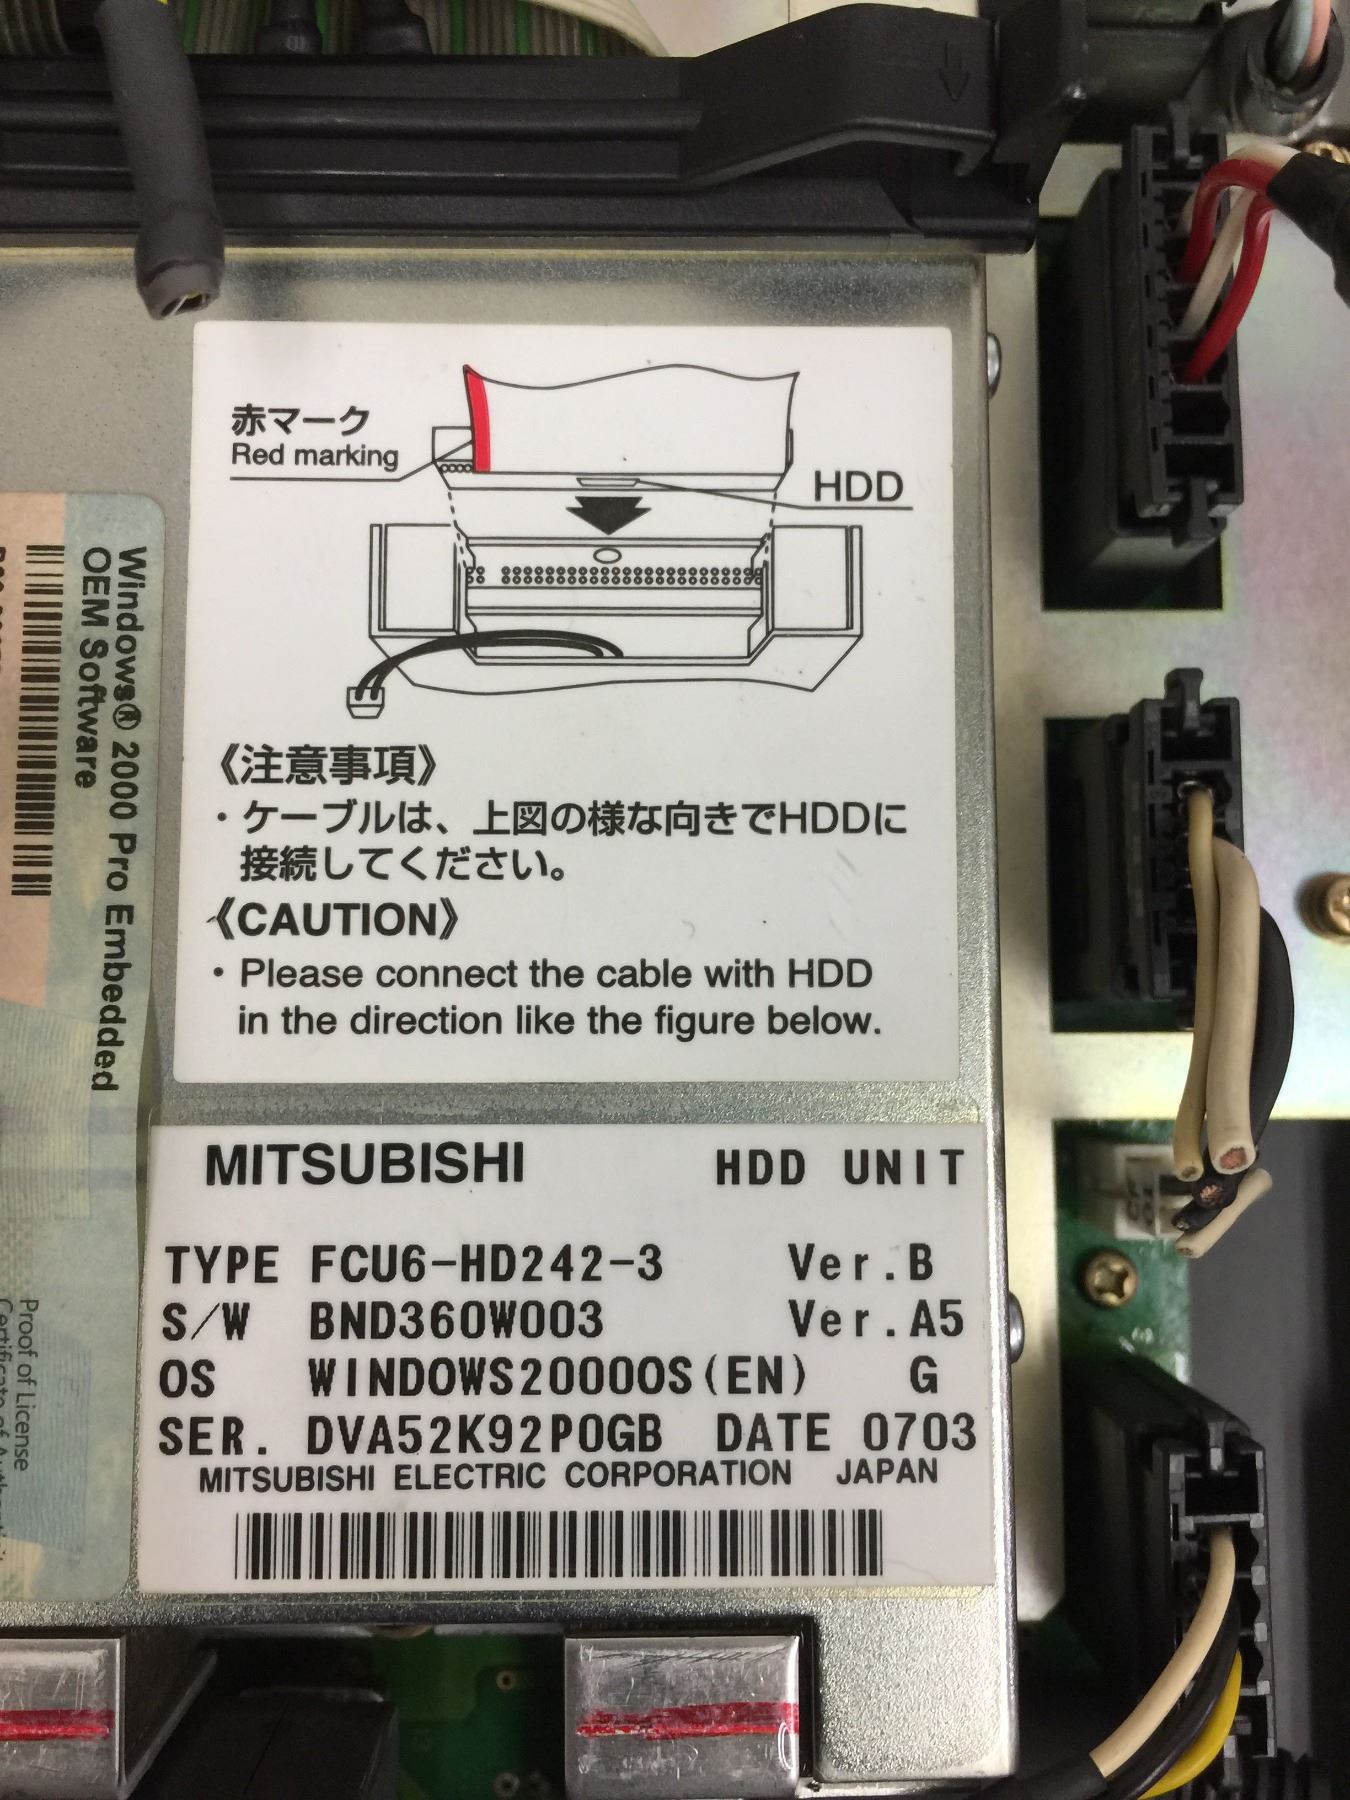 赤マーク
Red marking
HDD
《注意事項》
・ケーブルは、上図の様な向きでHDDに
接続してください。
《CAUTION》
・Please connect the cable with HDD
in the direction like the figure below.
MITSUBISHI HDD UNIT
TYPE FCU6-HD242-3 Ver.B
S/W BND360W003 Ver.A5
OS WINDOWS2000OS(EN) G
SER. DVA52K92P0GB DATE 0703
MITSUBISHI ELECTRIC CORPORATION JAPAN
Windows® 2000 Pro Embedded
OEM Software
Proof of License